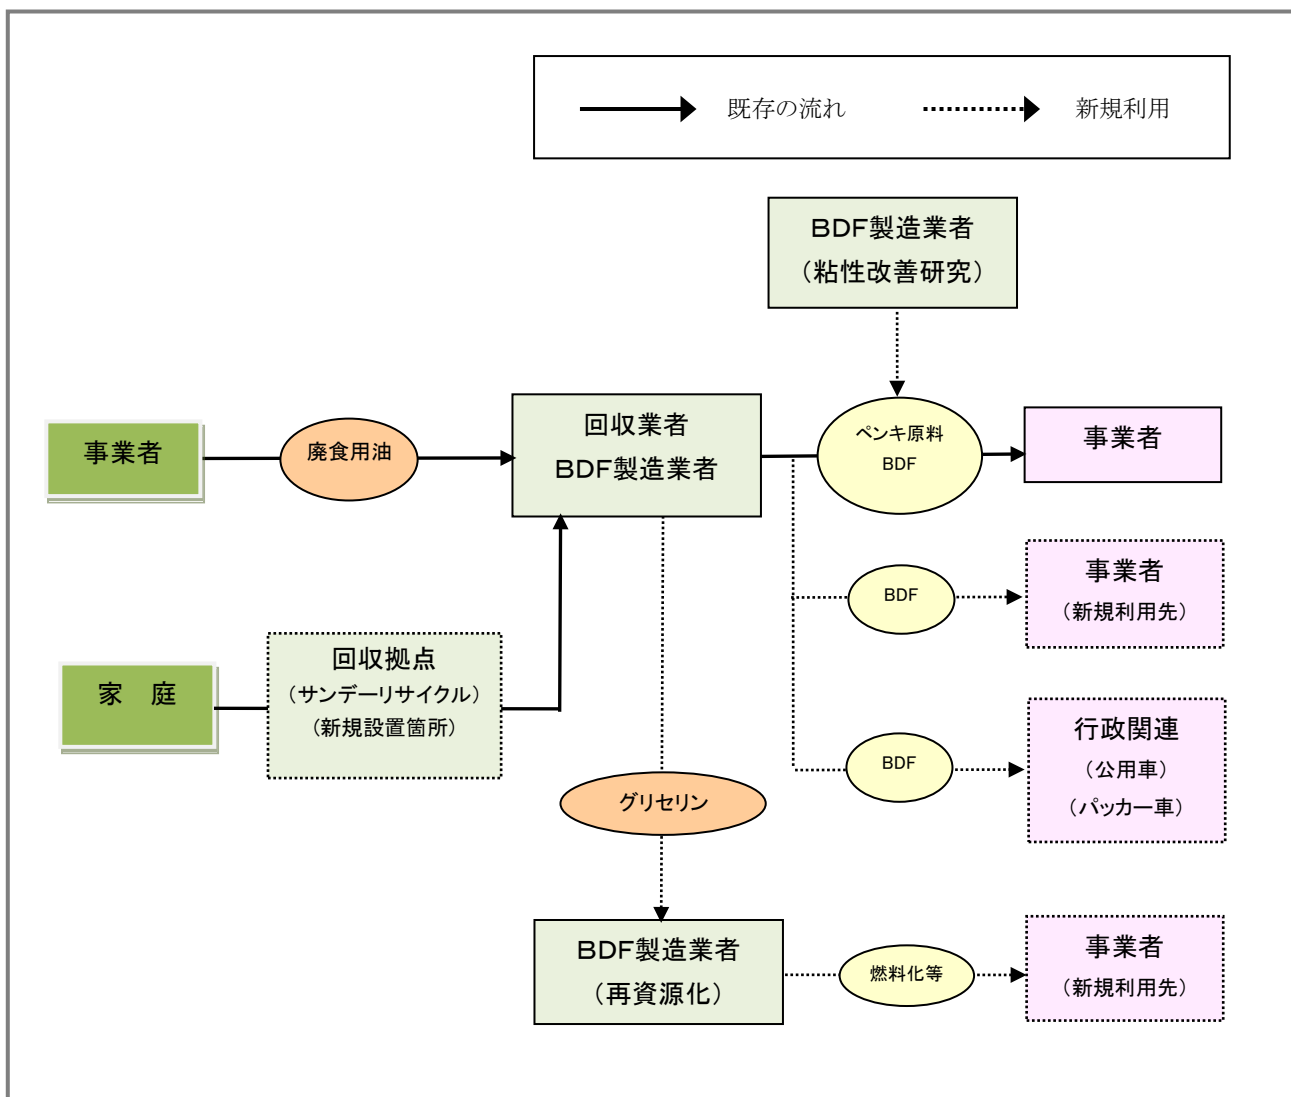 既存の流れ
新規利用
BDF製造業者
（粘性改善研究）
事業者
廃食用油
回収業者
BDF製造業者
ペンキ原料
BDF
事業者
BDF
事業者
（新規利用先）
家　庭
回収拠点
（サンデーリサイクル）
（新規設置箇所）
BDF
行政関連
（公用車）
（パッカー車）
グリセリン
BDF製造業者
（再資源化）
燃料化等
事業者
（新規利用先）